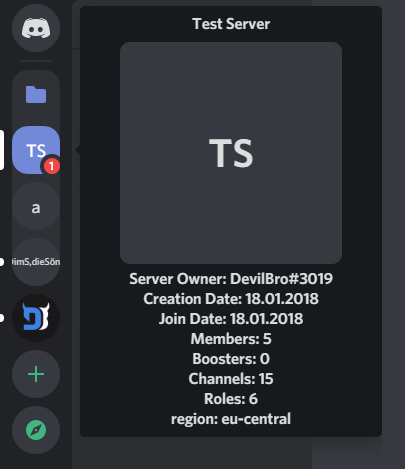 Test Server
TS
TS
1
a
DimS,dieSön
Server Owner: DevilBro#3019
Creation Date: 18.01.2018
Join Date: 18.01.2018
Members: 5
Boosters: 0
Channels: 15
Roles: 6
region: eu-central